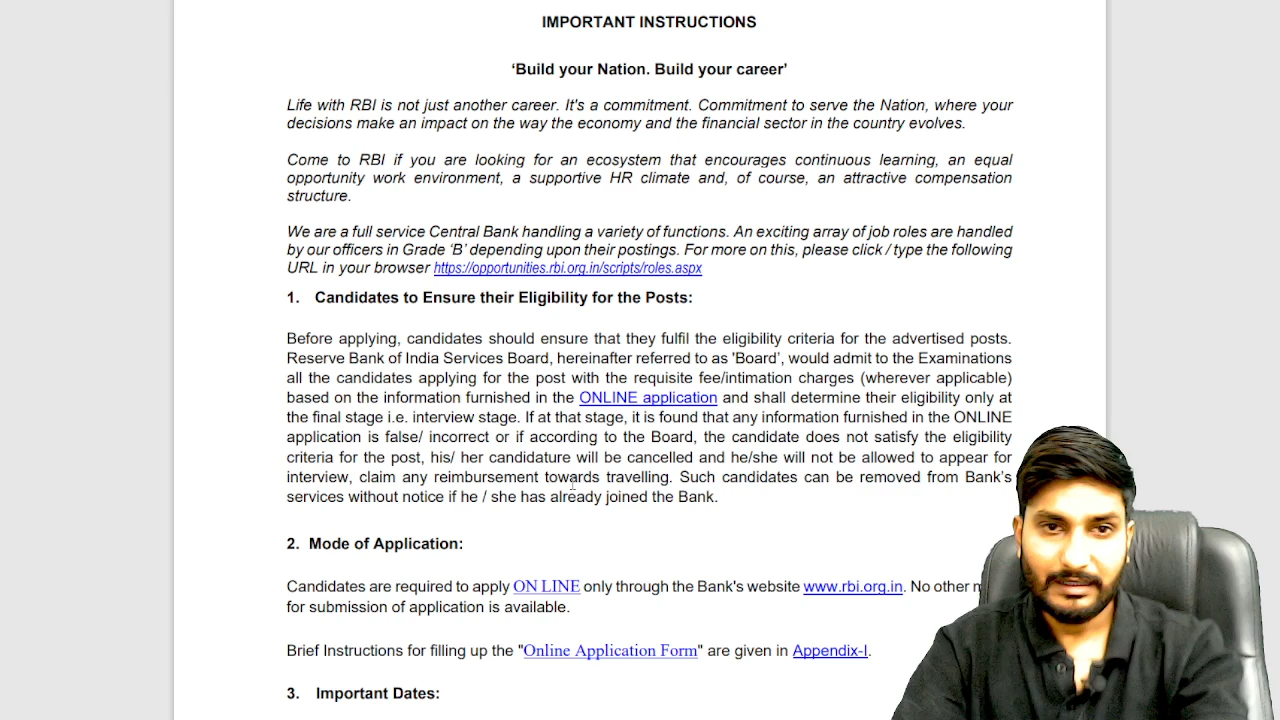 IMPORTANT INSTRUCTIONS
‘Build your Nation. Build your career’
Life with RBI is not just another career. It's a commitment. Commitment to serve the Nation, where your
decisions make an impact on the way the economy and the financial sector in the country evolves.
Come to RBI if you are looking for an ecosystem that encourages continuous learning, an equal
opportunity work environment, a supportive HR climate and, of course, an attractive compensation
structure.
We are a full service Central Bank handling a variety of functions. An exciting array of job roles are handled
by our officers in Grade ‘B’ depending upon their postings. For more on this, please click / type the following
URL in your browser https://opportunities.rbi.org.in/scripts/roles.aspx
1. Candidates to Ensure their Eligibility for the Posts:
Before applying, candidates should ensure that they fulfil the eligibility criteria for the advertised posts.
Reserve Bank of India Services Board, hereinafter referred to as 'Board’, would admit to the Examinations
all the candidates applying for the post with the requisite fee/intimation charges (wherever applicable)
based on the information furnished in the ONLINE application and shall determine their eligibility only at
the final stage i.e. interview stage. If at that stage, it is found that any information furnished in the ONLINE
application is false/ incorrect or if according to the Board, the candidate does not satisfy the eligibility
criteria for the post, his/ her candidature will be cancelled and he/she will not be allowed to appear for
interview, claim any reimbursement towards travelling. Such candidates can be removed from Bank’s
services without notice if he / she has already joined the Bank.
2. Mode of Application:
Candidates are required to apply ON LINE only through the Bank's website www.rbi.org.in. No other
for submission of application is available.
Brief Instructions for filling up the "Online Application Form" are given in Appendix-I.
3. Important Dates: